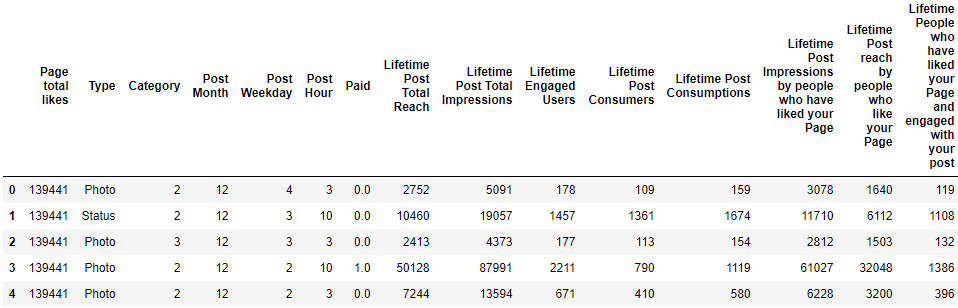 Page total likes Type Category Post Month Post Weekday Post Hour Paid Lifetime Post Total Reach Lifetime Post Total Impressions Lifetime Engaged Users Lifetime Post Consumers Lifetime Post Consumptions Lifetime Post Impressions by people who have liked your Page Lifetime Post reach by people who like your Page Lifetime People who have liked your Page and engaged with your post
0 139441 Photo 2 12 4 3 0.0 2752 5091 178 109 159 3078 1640 119
1 139441 Status 2 12 3 10 0.0 10460 19057 1457 1361 1674 11710 6112 1108
2 139441 Photo 3 12 3 3 0.0 2413 4373 177 113 154 2812 1503 132
3 139441 Photo 2 12 2 10 1.0 50128 87991 2211 790 1119 61027 32048 1386
4 139441 Photo 2 12 2 3 0.0 7244 13594 671 410 580 6228 3200 396